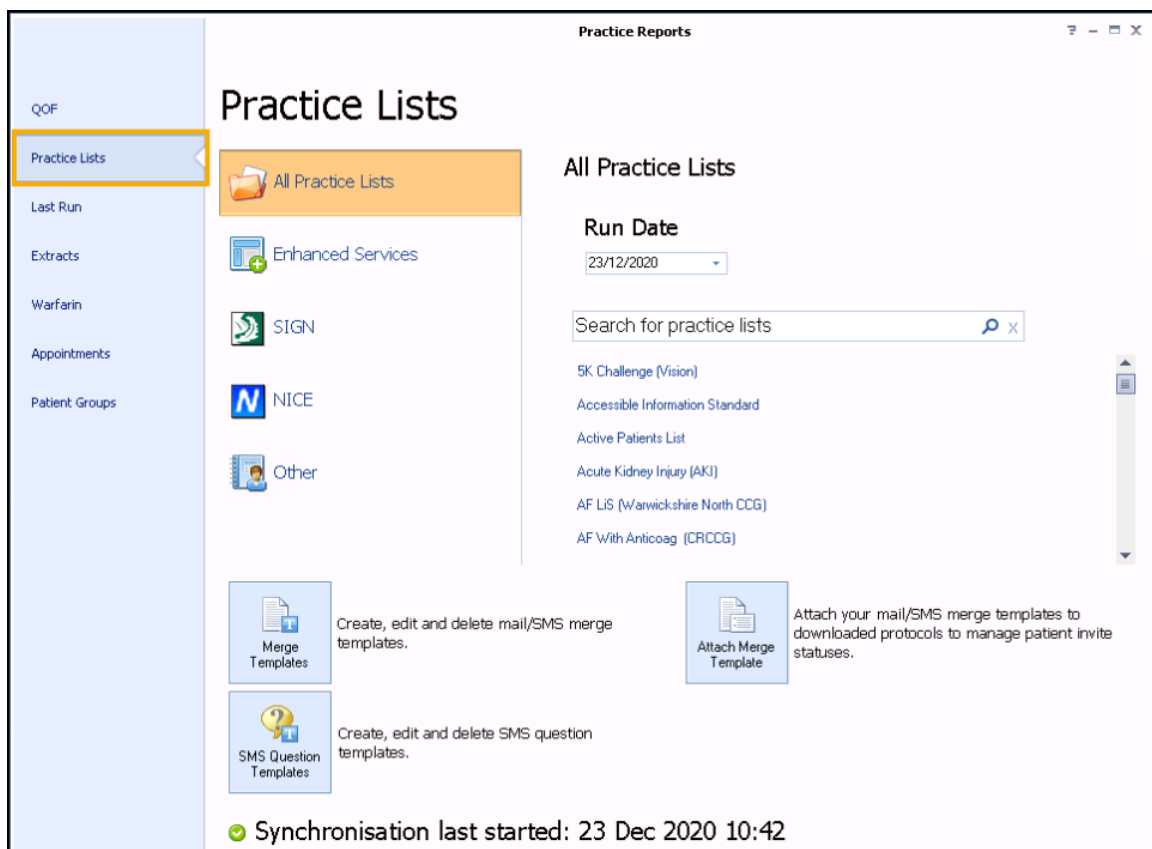 Practice Reports
QOF
Practice Lists
Last Run
Extracts
Warfarin
Appointments
Patient Groups
Practice Lists
All Practice Lists
Enhanced Services
SIGN
NICE
Other
All Practice Lists
Run Date
23/12/2020
Search for practice lists
5K Challenge (Vision)
Accessible Information Standard
Active Patients List
Acute Kidney Injury (AKI)
AF LiS (Warwickshire North CCG)
AF With Anticoag (CRCCG)
Merge
Templates
Create, edit and delete mail/SMS merge
templates.
Attach Merge
Template
Attach your mail/SMS merge templates to
downloaded protocols to manage patient invite
statuses.
SMS Question
Templates
Create, edit and delete SMS question
templates.
Synchronisation last started: 23 Dec 2020 10:42